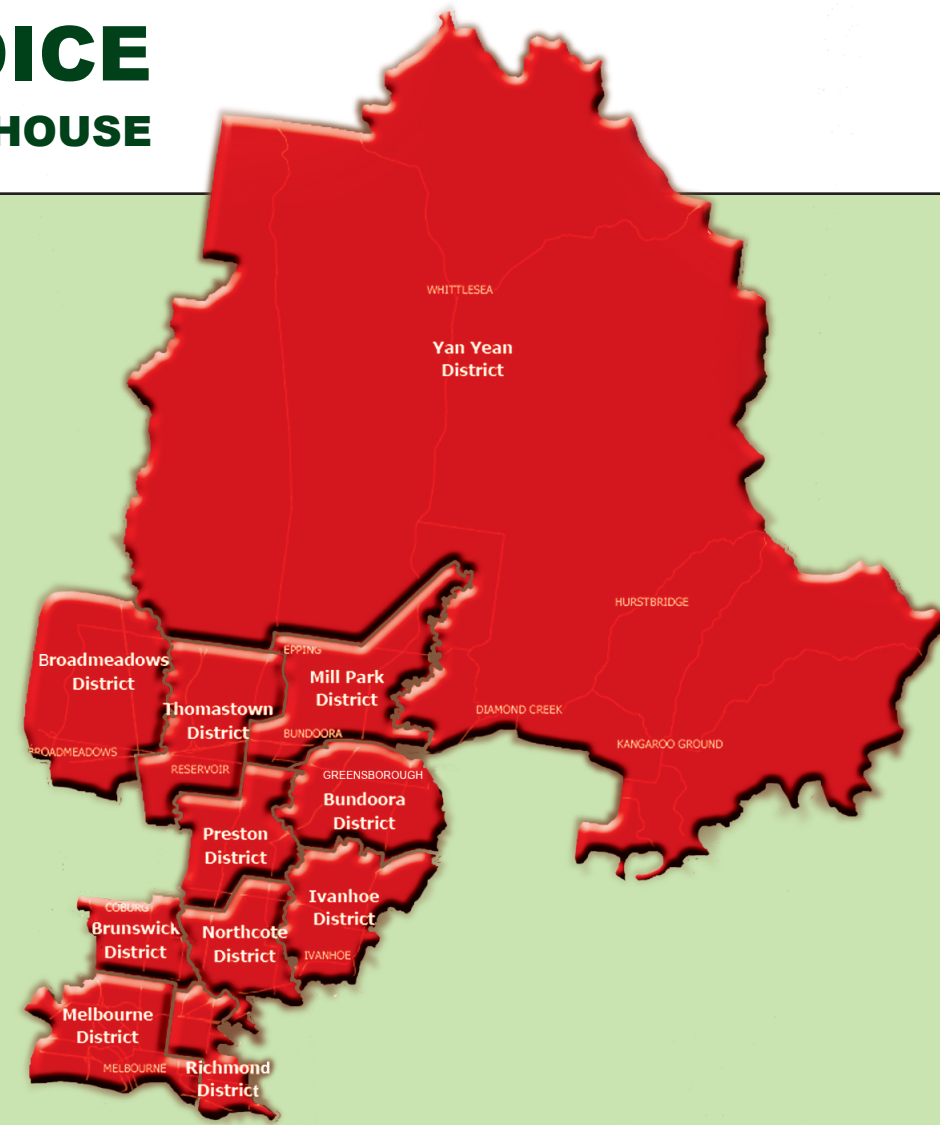 OICE
HOUSE
WHITTLESEA
Yan Yean
District
HURSTBRIDGE
Broadmeadows
District
EPPING
Mill Park
District
Thomastown
District
DIAMOND CREEK
BUNDOORA
KANGAROO GROUND
BROADMEADOWS
RESERVOIR
GREENSBOROUGH
Bundoora
District
Preston
District
Ivanhoe
District
COBURG
Brunswick
District
Northcote
District
IVANHOE
Melbourne
District
MELBOURNE
Richmond
District